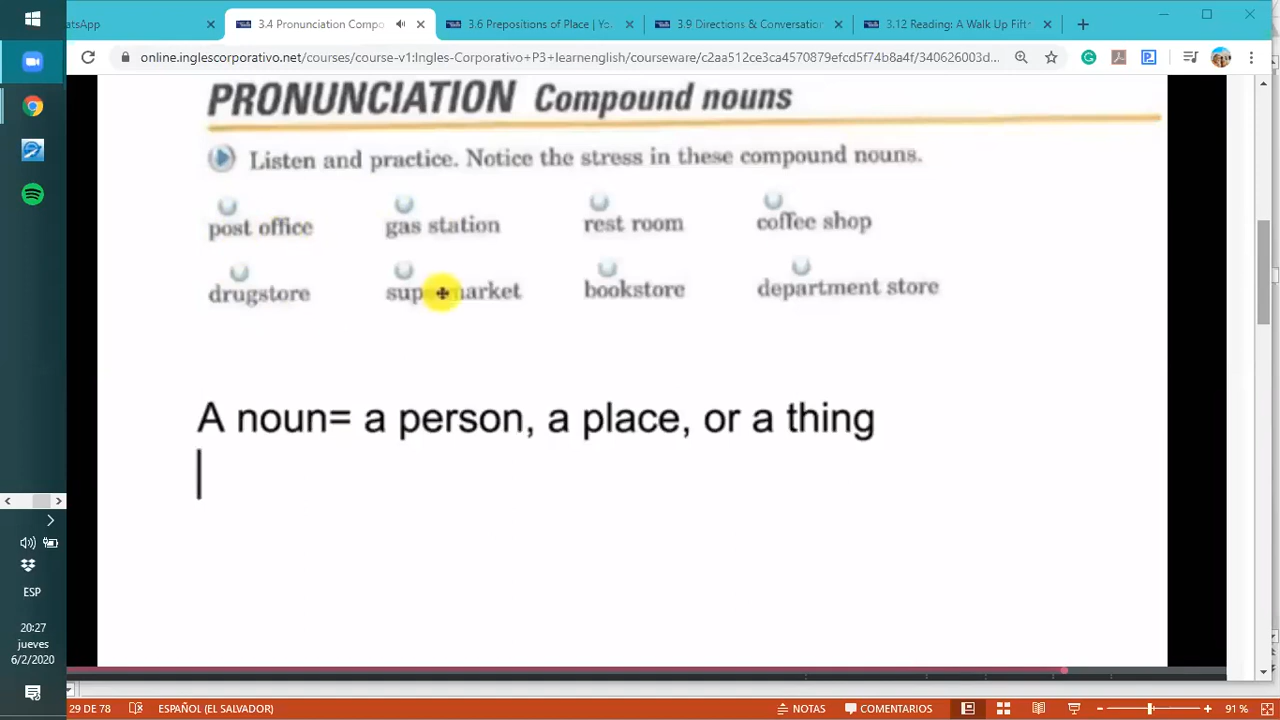 atsApp
3.4 Pronunciation Compo
3.6 Prepositions of Place | Yo
3.9 Directions & Conversation
3.12 Reading: A Walk Up Fift
online.inglescorporativo.net/courses/course-v1:Ingles-Corporativo+P3+learnenglish/courseware/c2aa312ce3ca4d70879efcd5f74b8a4f/340626003d...
PRONUNCIATION Compound nouns
Listen and practice. Notice the stress in these compound nouns.
post office gas station rest room coffee shop
drugstore supermarket bookstore department store
A noun= a person, a place, or a thing
ESP
20:27
jueves
6/2/2020
29 DE 78 ESPAÑOL (EL SALVADOR) NOTAS COMENTARIOS 91 %